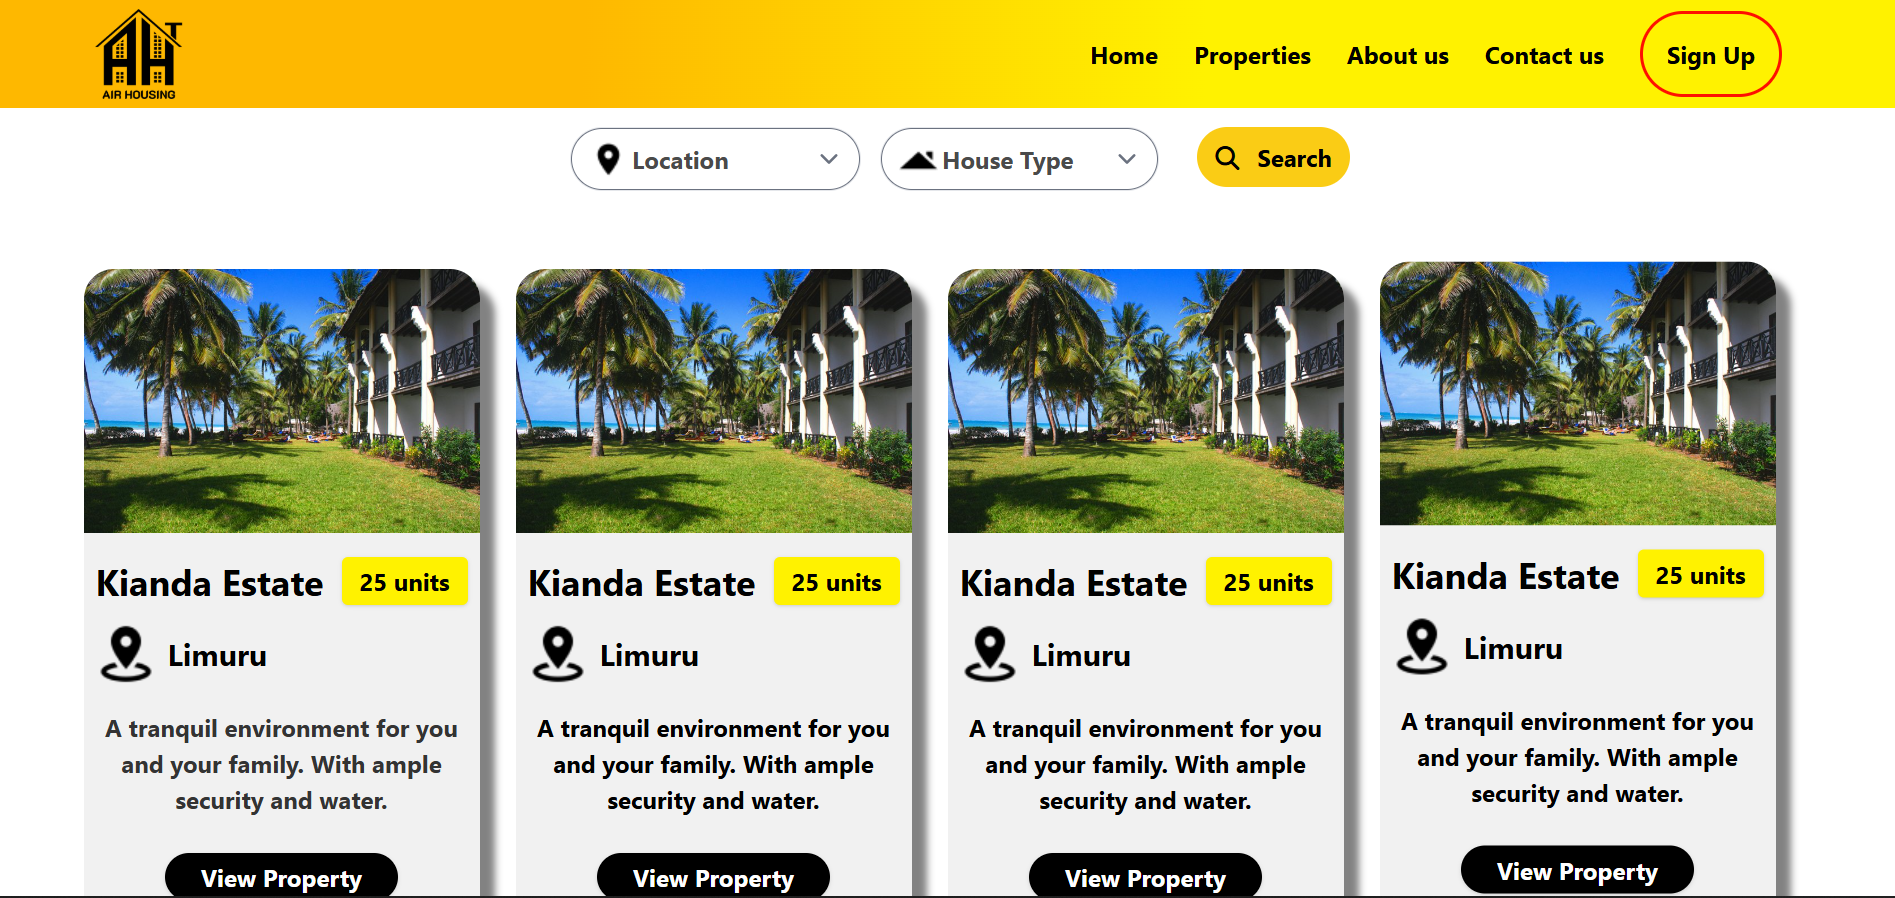 AIR HOUSING
Home
Properties
About us
Contact us
Sign Up
Location
House Type
Search
Kianda Estate
25 units
Limuru
A tranquil environment for you
and your family. With ample
security and water.
View Property
Kianda Estate
25 units
Limuru
A tranquil environment for you
and your family. With ample
security and water.
View Property
Kianda Estate
25 units
Limuru
A tranquil environment for you
and your family. With ample
security and water.
View Property
Kianda Estate
25 units
Limuru
A tranquil environment for you
and your family. With ample
security and water.
View Property